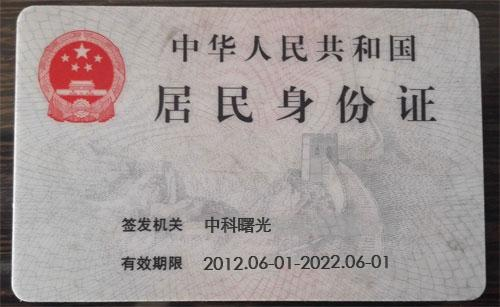 中华人民共和国
居民身份证
签发机关 中科曙光
有效期限 2012.06-01-2022.06-01